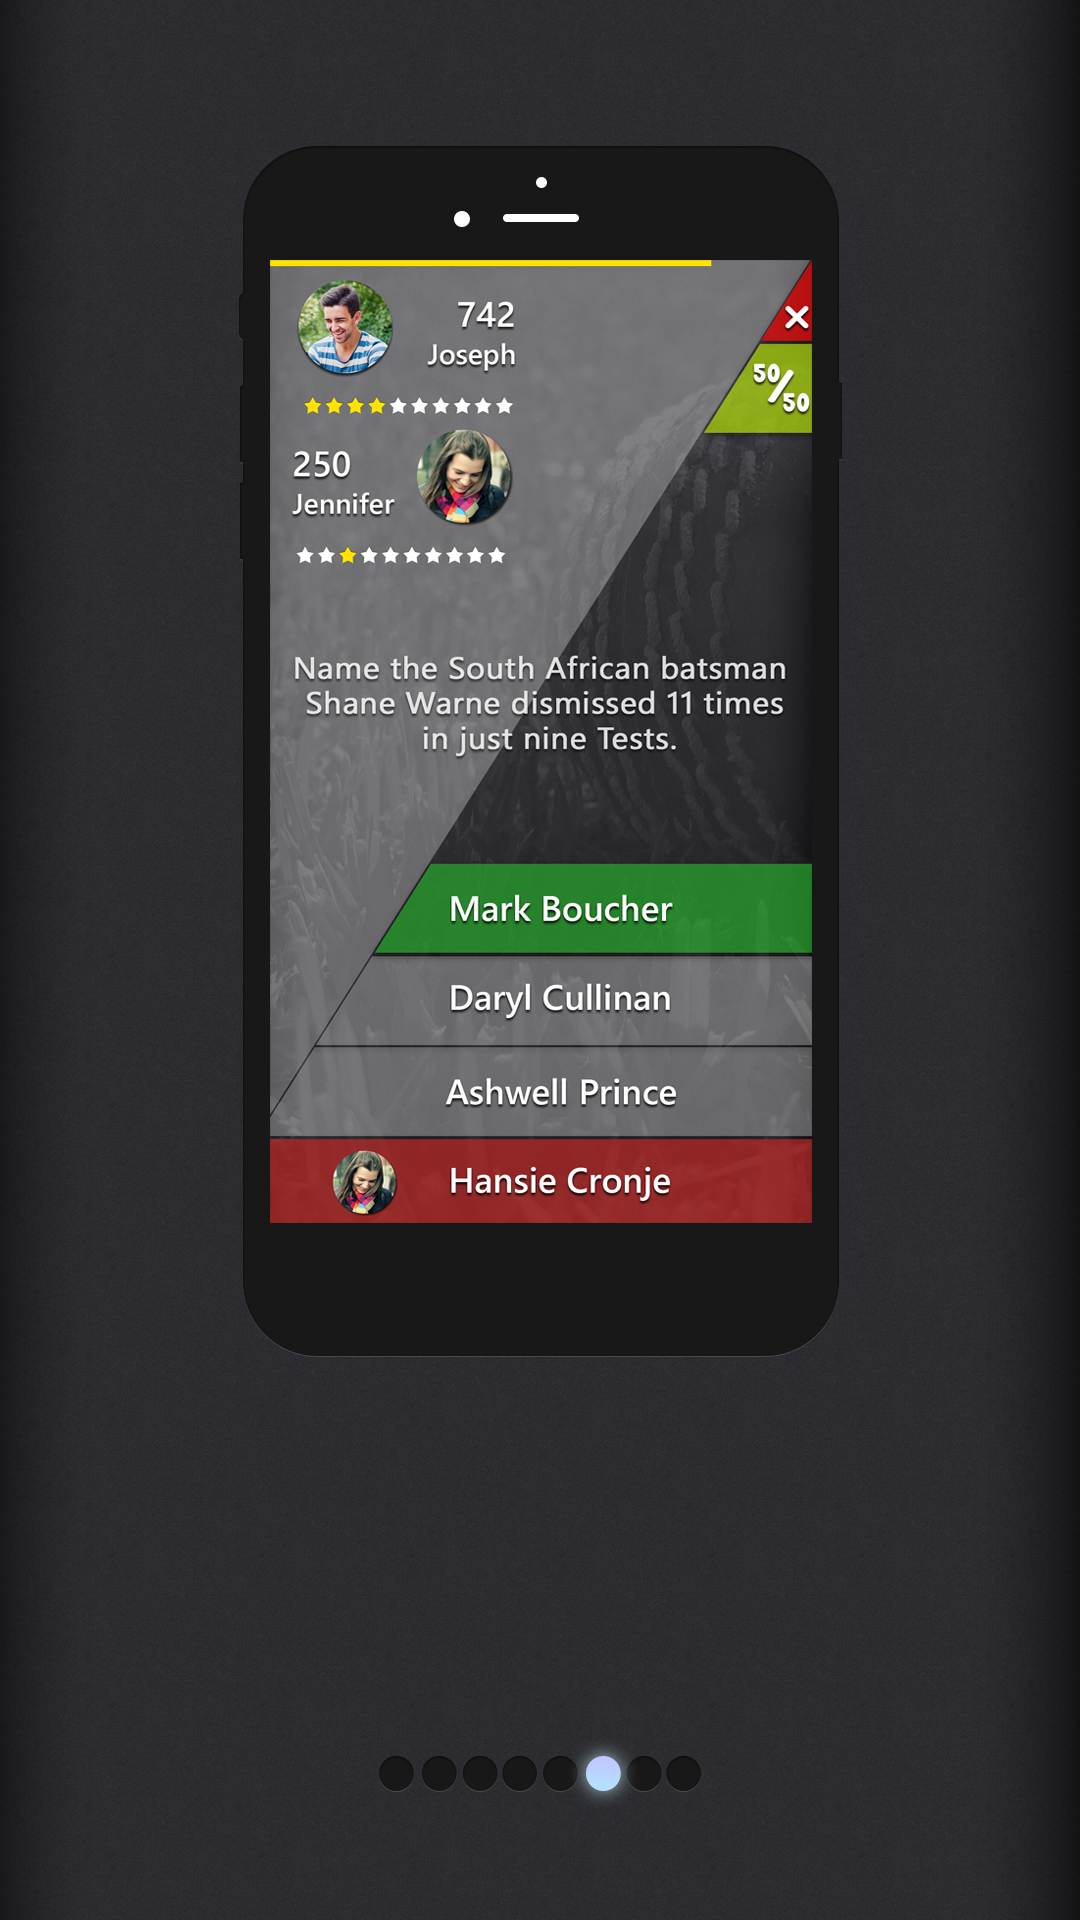 742
Joseph
50/50
250
Jennifer
Name the South African batsman
Shane Warne dismissed 11 times
in just nine Tests.
Mark Boucher
Daryl Cullinan
Ashwell Prince
Hansie Cronje